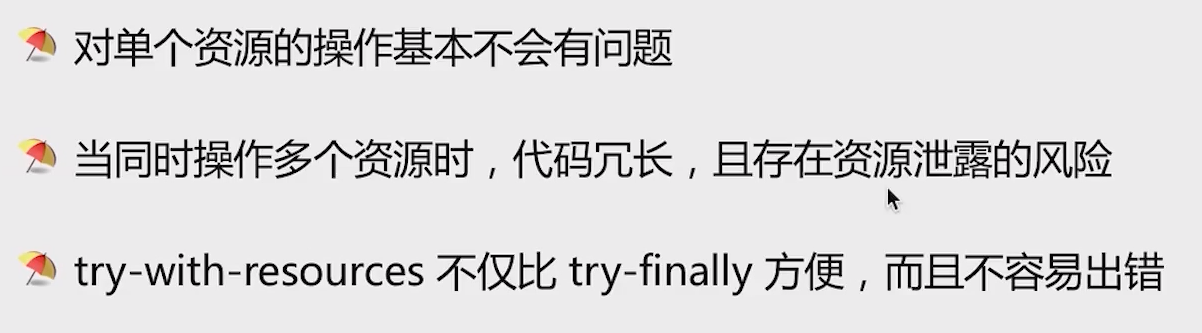 对单个资源的操作基本不会有问题
当同时操作多个资源时，代码冗长，且存在资源泄露的风险
try-with-resources 不仅比 try-finally 方便，而且不容易出错